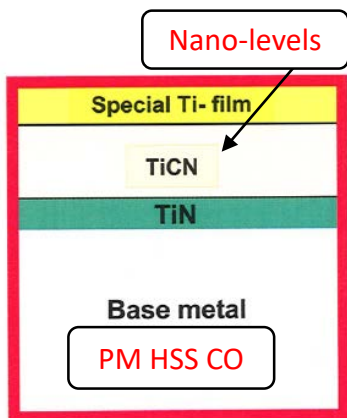 Nano-levels
Special Ti- film
TiCN
TiN
Base metal
PM HSS CO